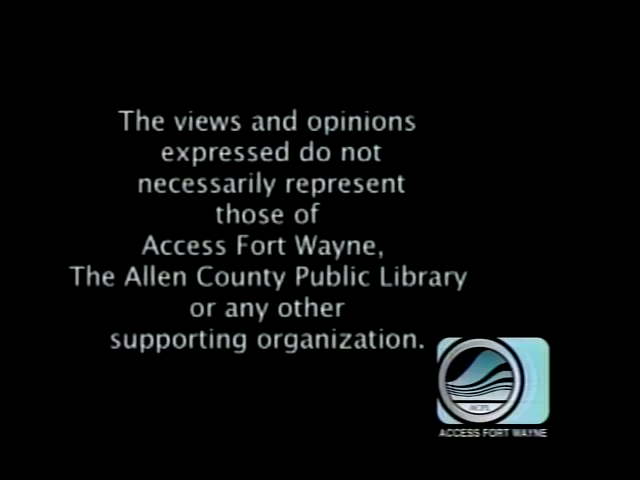 The views and opinions
expressed do not
necessarily represent
those of
Access Fort Wayne,
The Allen County Public Library
or any other
supporting organization.
ACPL
ACCESS FORT WAYNE